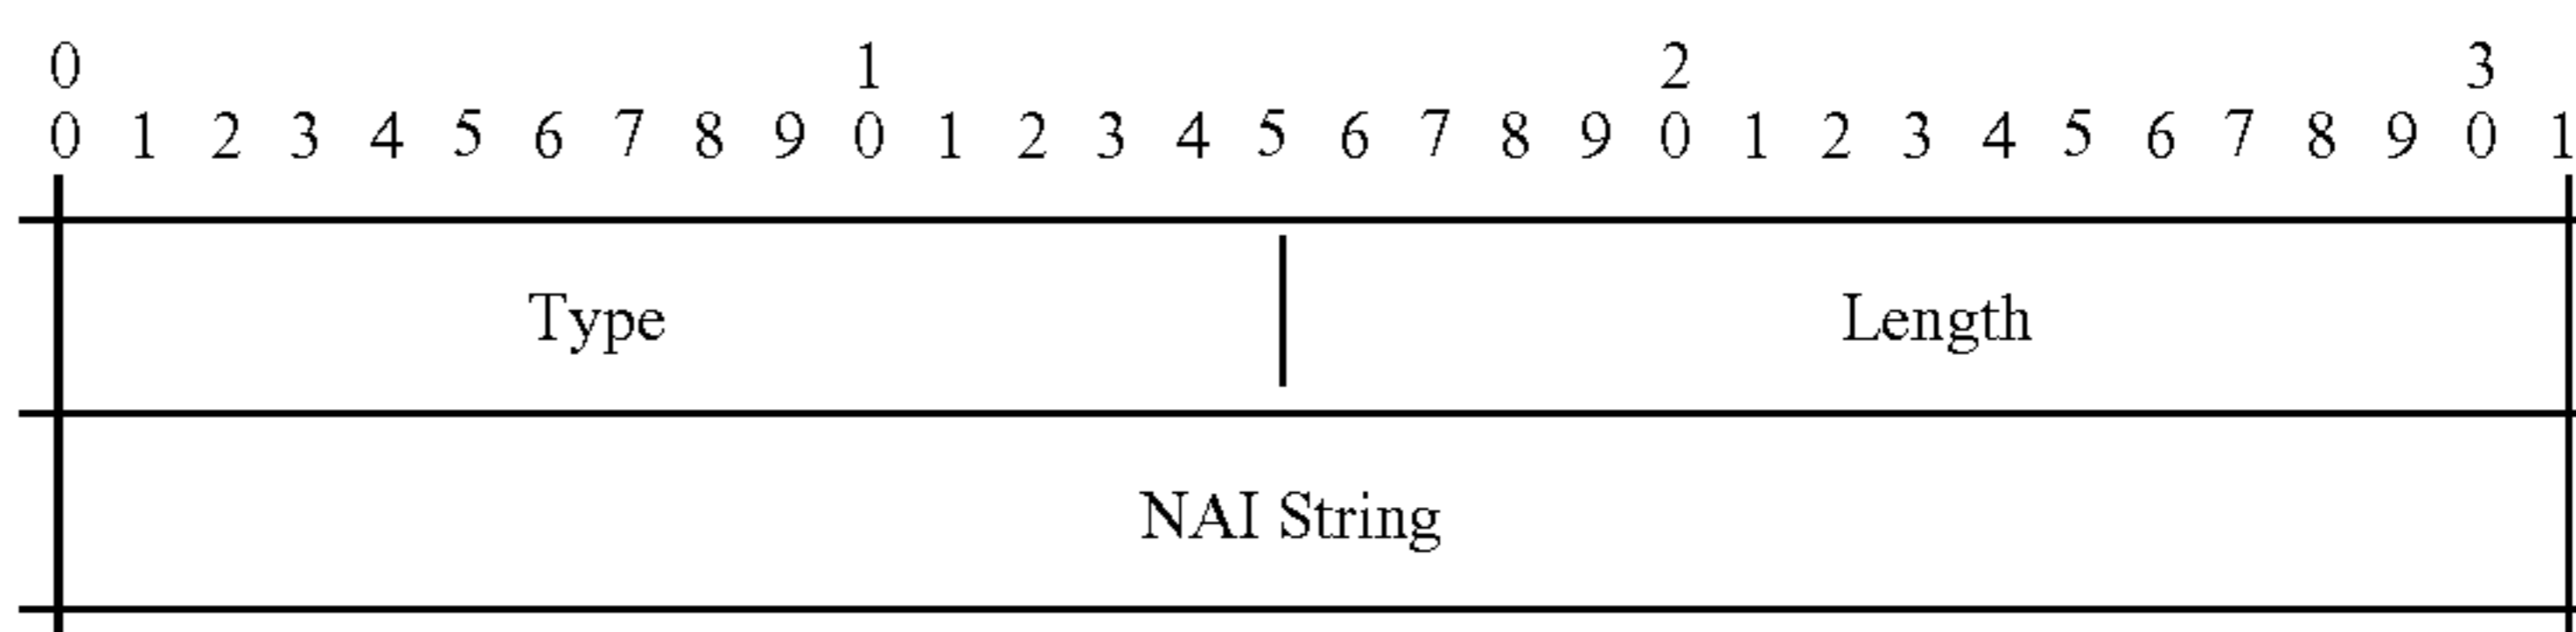 0 1 2 3
0 1 2 3 4 5 6 7 8 9 0 1 2 3 4 5 6 7 8 9 0 1 2 3 4 5 6 7 8 9 0 1
Type Length
NAI String